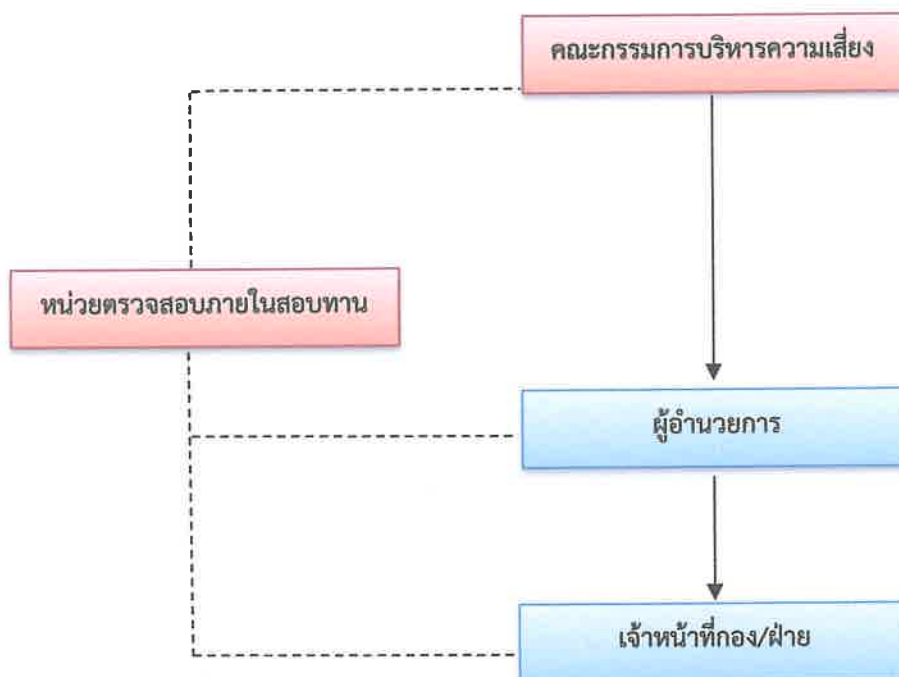 คณะกรรมการบริหารความเสี่ยง
หน่วยตรวจสอบภายในสอบทาน
ผู้อำนวยการ
เจ้าหน้าที่กอง/ฝ่าย